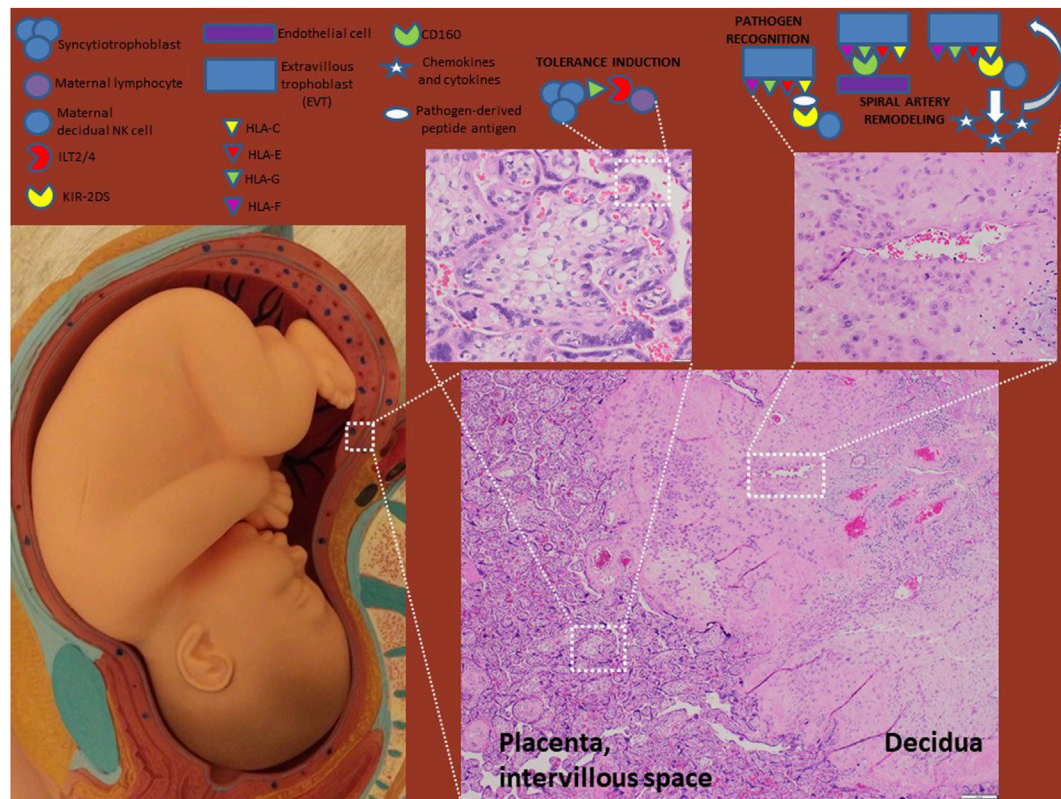 Syncytiotrophoblast
Maternal lymphocyte
Maternal
decidual NK cell
ILT2/4
KIR-2DS
Endothelial cell
Extravillous
trophoblast
(EVT)
HLA-C
HLA-E
HLA-G
HLA-F
CD160
Chemokines
and cytokines
Pathogen-derived
peptide antigen
TOLERANCE INDUCTION
PATHOGEN
RECOGNITION
SPIRAL ARTERY
REMODELING
Placenta,
intervillous space
Decidua